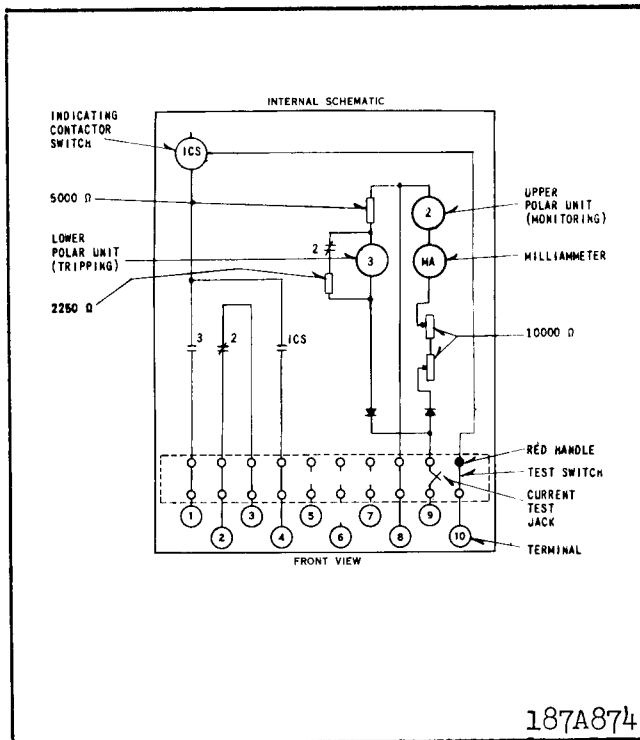 INTERNAL SCHEMATIC
INDICATING
CONTACTOR
SWITCH
ICS
5000 Ω
LOWER
POLAR UNIT
(TRIPPING)
2250 Ω
2
3
2
MA
UPPER
POLAR UNIT
(MONITORING)
MILLIAMMETER
10000 Ω
3
2
ICS
RED HANDLE
TEST SWITCH
CURRENT
TEST
JACK
TERMINAL
1
2
3
4
5
6
7
8
9
10
FRONT VIEW
187A874